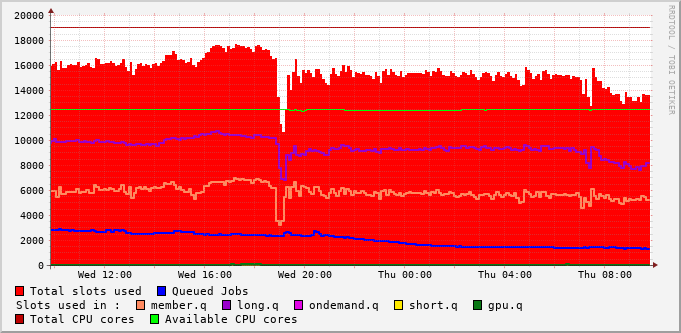 20000
18000
16000
14000
12000
10000
8000
6000
4000
2000
0
Wed 12:00 Wed 16:00 Wed 20:00 Thu 00:00 Thu 04:00 Thu 08:00
RRDTOOL / TOBI OETIKER
Total slots used Queued Jobs
Slots used in : member.q long.q ondemand.q short.q gpu.q
Total CPU cores Available CPU cores